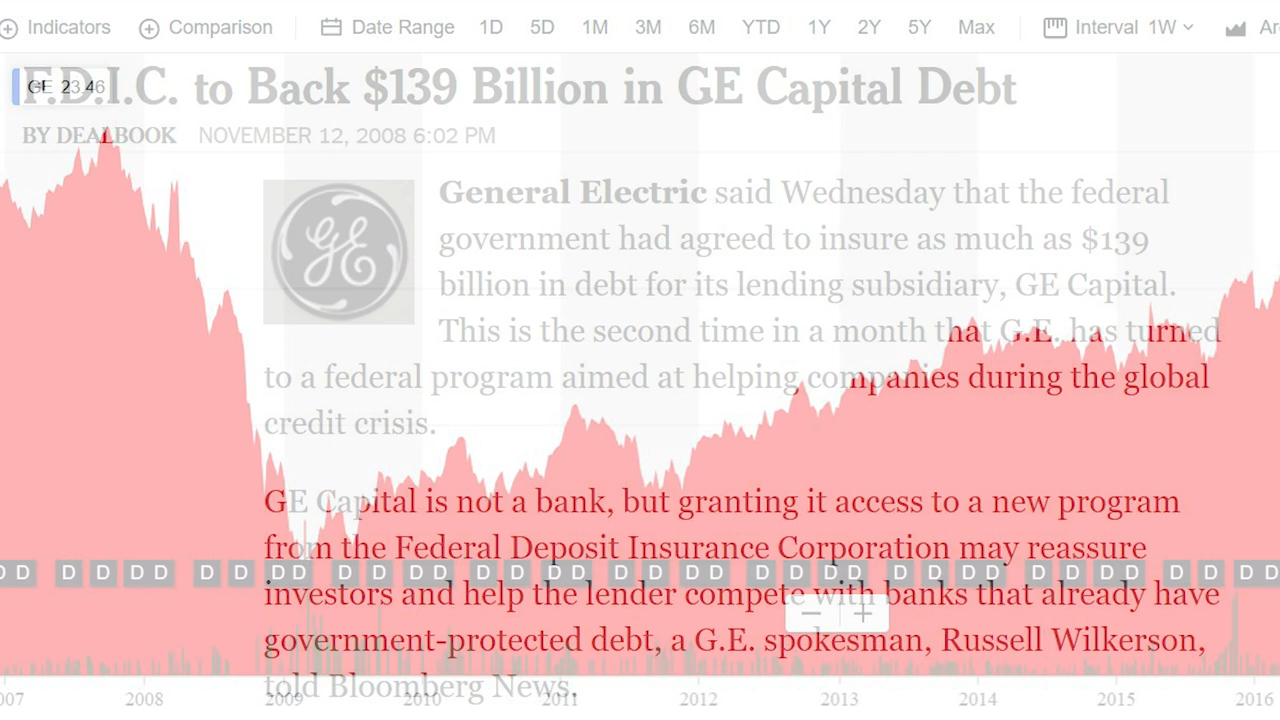 Indicators Comparison Date Range 1D 5D 1M 3M 6M YTD 1Y 2Y 5Y Max Interval 1W
GE 23.46
F.D.I.C. to Back $139 Billion in GE Capital Debt
BY DEALBOOK NOVEMBER 12, 2008 6:02 PM
GE
General Electric said Wednesday that the federal
government had agreed to insure as much as $139
billion in debt for its lending subsidiary, GE Capital.
This is the second time in a month that G.E. has turned
to a federal program aimed at helping companies during the global
credit crisis.
GE Capital is not a bank, but granting it access to a new program
from the Federal Deposit Insurance Corporation may reassure
D D D D D D D D D D D D D D D D D D D D D D D D D D D D D D D D D D D D D
investors and help the lender compete with banks that already have
government-protected debt, a G.E. spokesman, Russell Wilkerson,
told Bloomberg News.
2008 2009 2010 2011 2012 2013 2014 2015 2016